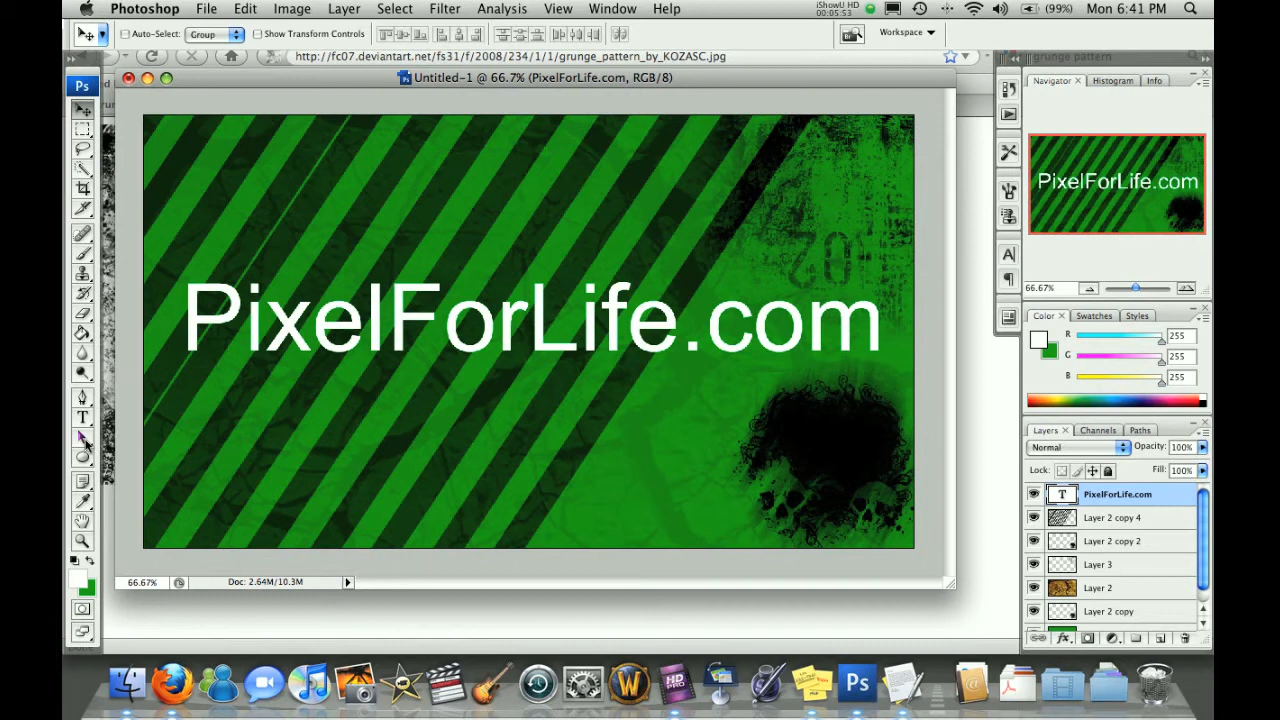 Photoshop File Edit Image Layer Select Filter Analysis View Window Help iShowU HD 00:05:53 (99%) Mon 6:41 PM
Auto-Select: Group Show Transform Controls Workspace
http://fc07.deviantart.net/fs31/f/2008/234/1/1/grunge_pattern_by_KOZASC.jpg
grunge pattern
Untitled-1 @ 66.7% (PixelForLife.com, RGB/8)
Ps
Navigator Histogram Info
PixelForLife.com
20
PixelForLife.com
T
66.67%
Color Swatches Styles
R 255
G 255
B 255
Layers Channels Paths
Normal Opacity: 100%
Lock: Fill: 100%
T PixelForLife.com
Layer 2 copy 4
Layer 2 copy 2
Layer 3
Layer 2
Layer 2 copy
66.67% Doc: 2.64M/10.3M
W HD PRO Ps